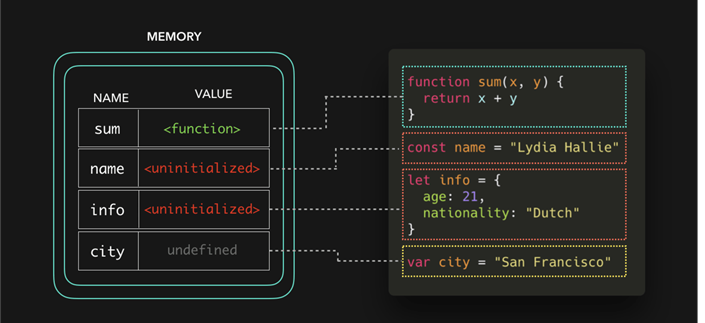 MEMORY
NAME VALUE
sum <function>
name <uninitialized>
info <uninitialized>
city undefined
function sum(x, y) {
  return x + y
}
const name = "Lydia Hallie"
let info = {
  age: 21,
  nationality: "Dutch"
}
var city = "San Francisco"